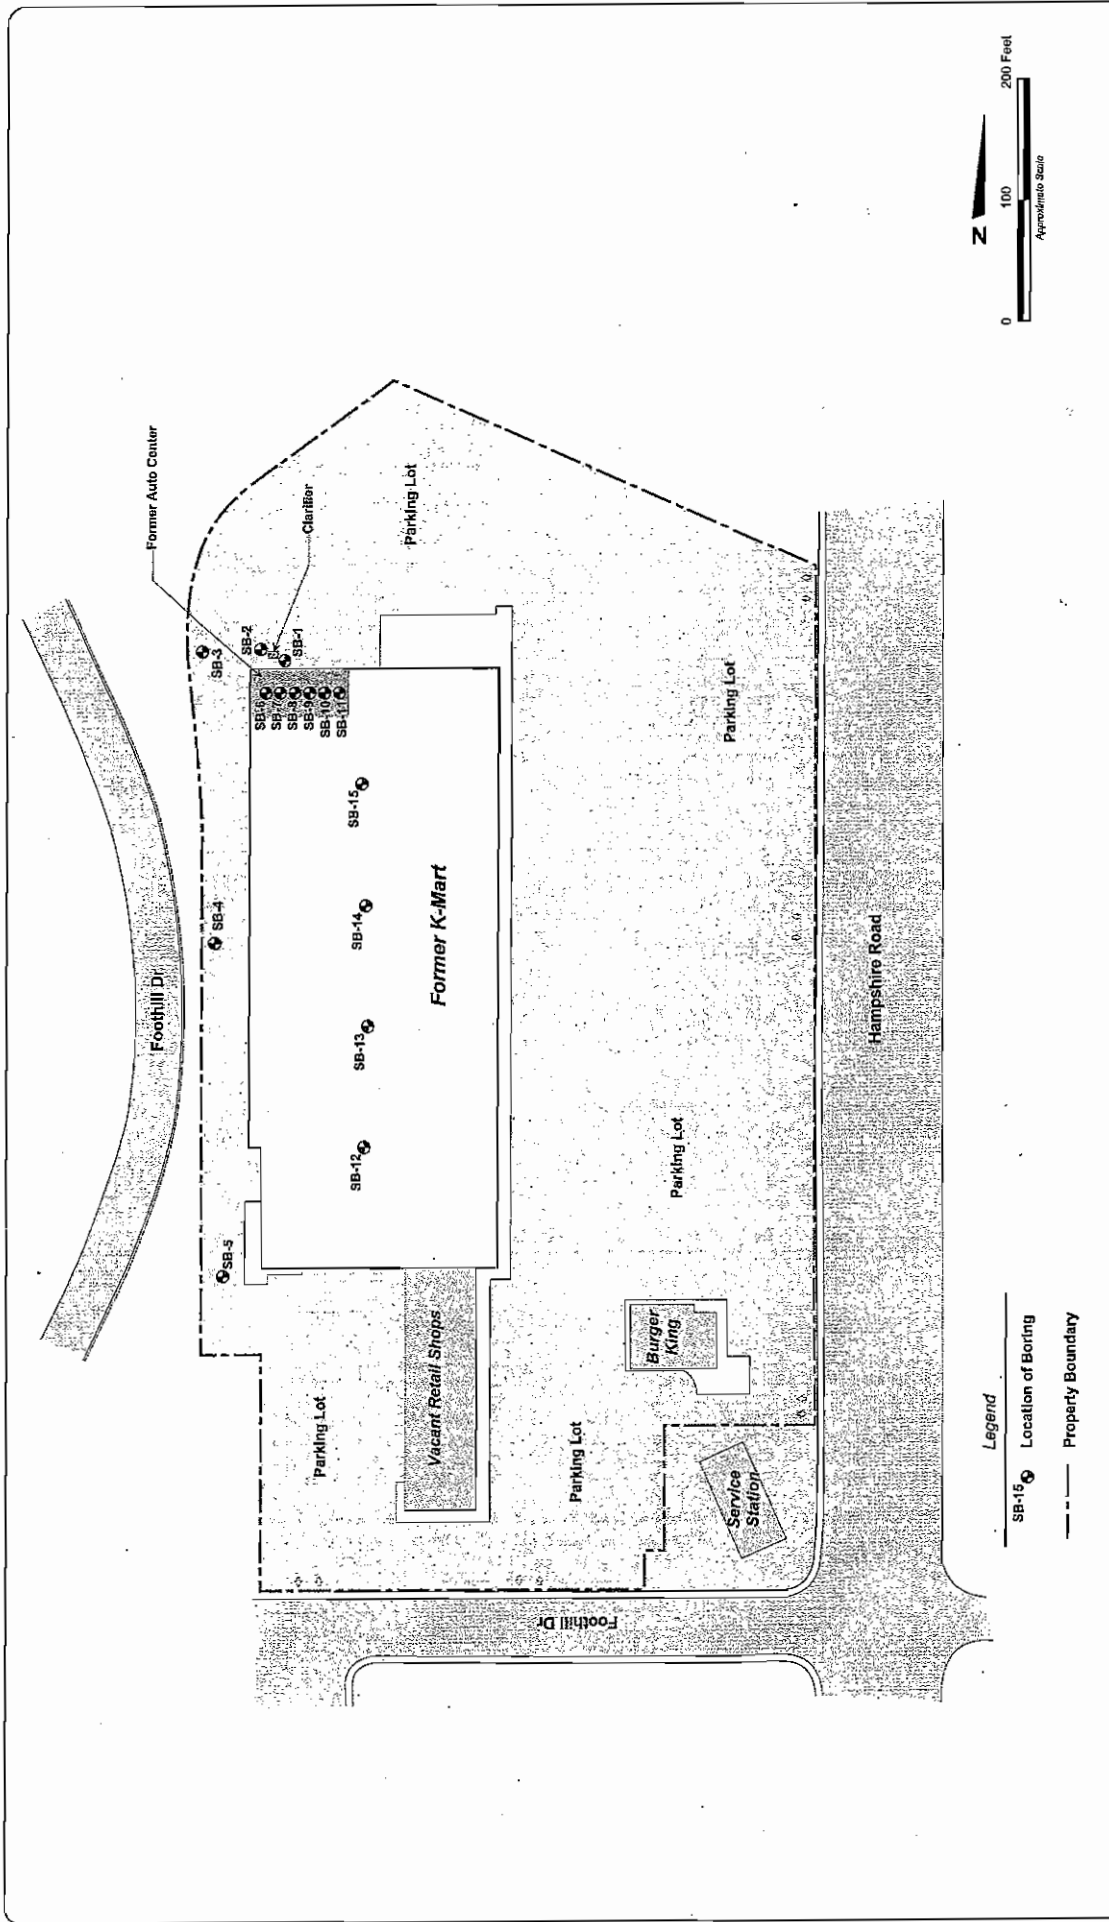 Former Auto Center
Clarifier
Foothill Dr
SB-3
SB-2
SB-1
SB-6
SB-7
SB-8
SB-9
SB-10
SB-11
SB-4
SB-5
SB-15
SB-14
SB-13
SB-12
Former K-Mart
Parking Lot
Parking Lot
Parking Lot
Parking Lot
Parking Lot
Vacant Retail Shops
Burger
King
Service
Station
Foothill Dr
Hampshire Road
N
0 100 200 Feet
Approximate Scale
Legend
SB-15 Location of Boring
Property Boundary